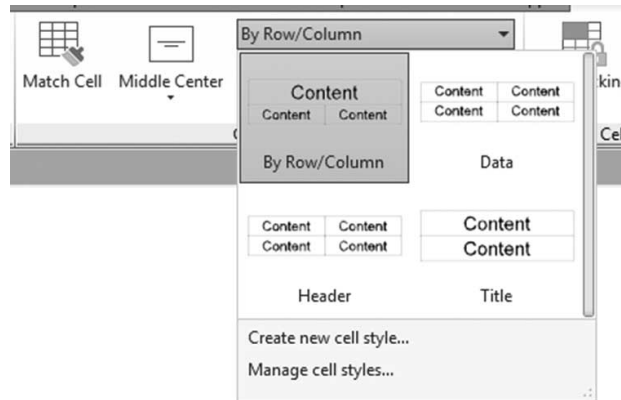 By Row/Column
Match Cell Middle Center
Content
Content Content
By Row/Column
Content Content
Content Content
Data
Content Content
Content Content
Header
Content
Content
Title
Create new cell style...
Manage cell styles...